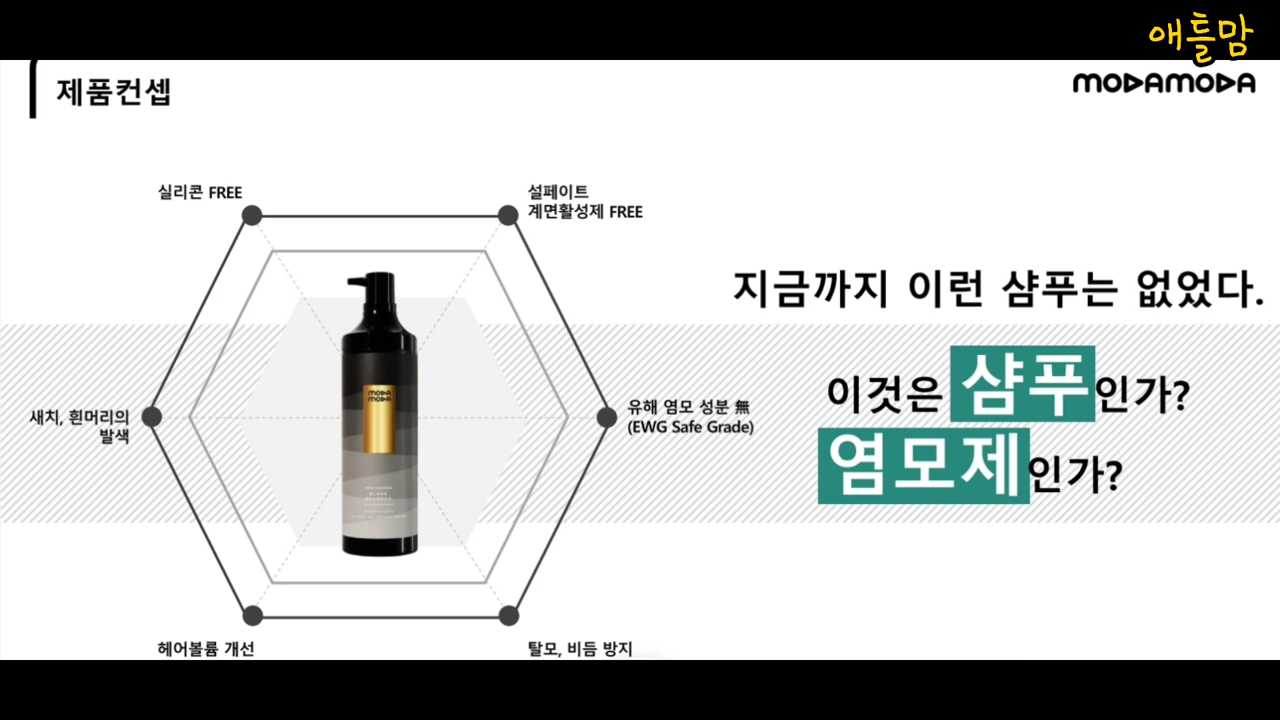 애들맘
제품컨셉
MODAMODA
실리콘 FREE
설페이트
계면활성제 FREE
지금까지 이런 샴푸는 없었다.
이것은 샴푸인가?
염모제인가?
새치, 흰머리의
발색
유해 염모 성분 無
(EWG Safe Grade)
MODA
MODA
헤어볼륨 개선
탈모, 비듬 방지